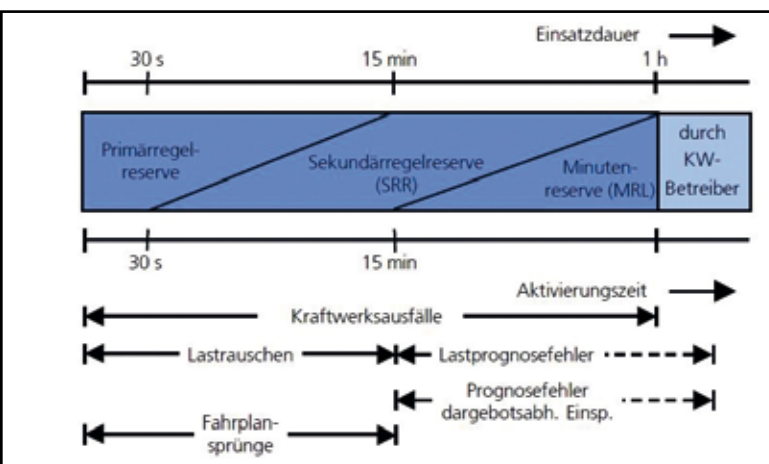 Einsatzdauer
30 s 15 min 1 h
Primärregel-
reserve
Sekundärregelreserve
(SRR)
Minuten-
reserve (MRL)
durch
KW-
Betreiber
30 s 15 min
Aktivierungszeit
Kraftwerksausfälle
Lastrauschen Lastprognosefehler
Prognosefehler
dargebotsabh. Einsp.
Fahrplan-
sprünge